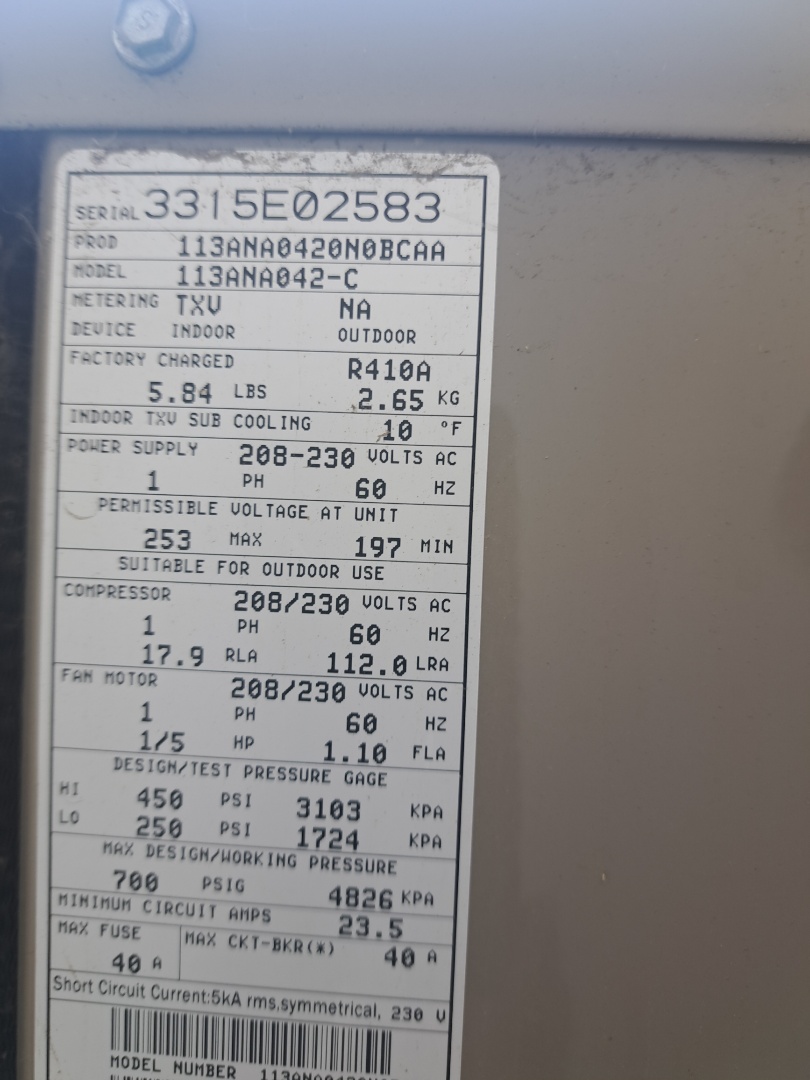 SERIAL 3315E02583
PROD 113ANA0420N0BCAA
MODEL 113ANA042-C
METERING TXV NA
DEVICE INDOOR OUTDOOR
FACTORY CHARGED R410A
5.84 LBS 2.65 KG
INDOOR TXV SUB COOLING 10 °F
POWER SUPPLY 208-230 VOLTS AC
1 PH 60 HZ
PERMISSIBLE VOLTAGE AT UNIT
253 MAX 197 MIN
SUITABLE FOR OUTDOOR USE
COMPRESSOR 208/230 VOLTS AC
1 PH 60 HZ
17.9 RLA 112.0 LRA
FAN MOTOR 208/230 VOLTS AC
1 PH 60 HZ
1/5 HP 1.10 FLA
DESIGN/TEST PRESSURE GAGE
HI 450 PSI 3103 KPA
LO 250 PSI 1724 KPA
MAX DESIGN/WORKING PRESSURE
700 PSIG 4826 KPA
MINIMUM CIRCUIT AMPS 23.5
MAX FUSE MAX CKT-BKR(*)
40 A 40 A
Short Circuit Current:5kA rms,symmetrical, 230 V
MODEL NUMBER